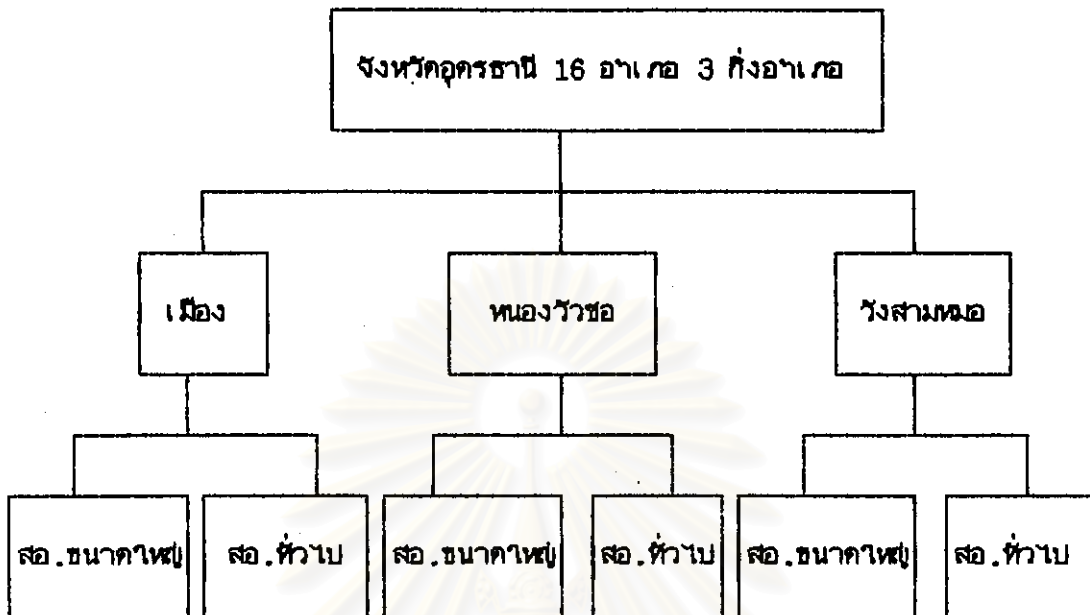 จังหวัดอุดรธานี 16 อำเภอ 3 กิ่งอำเภอ
เมือง
หนองวัวซอ
วังสามหมอ
สอ.ขนาดใหญ่
สอ.ทั่วไป
สอ.ขนาดใหญ่
สอ.ทั่วไป
สอ.ขนาดใหญ่
สอ.ทั่วไป